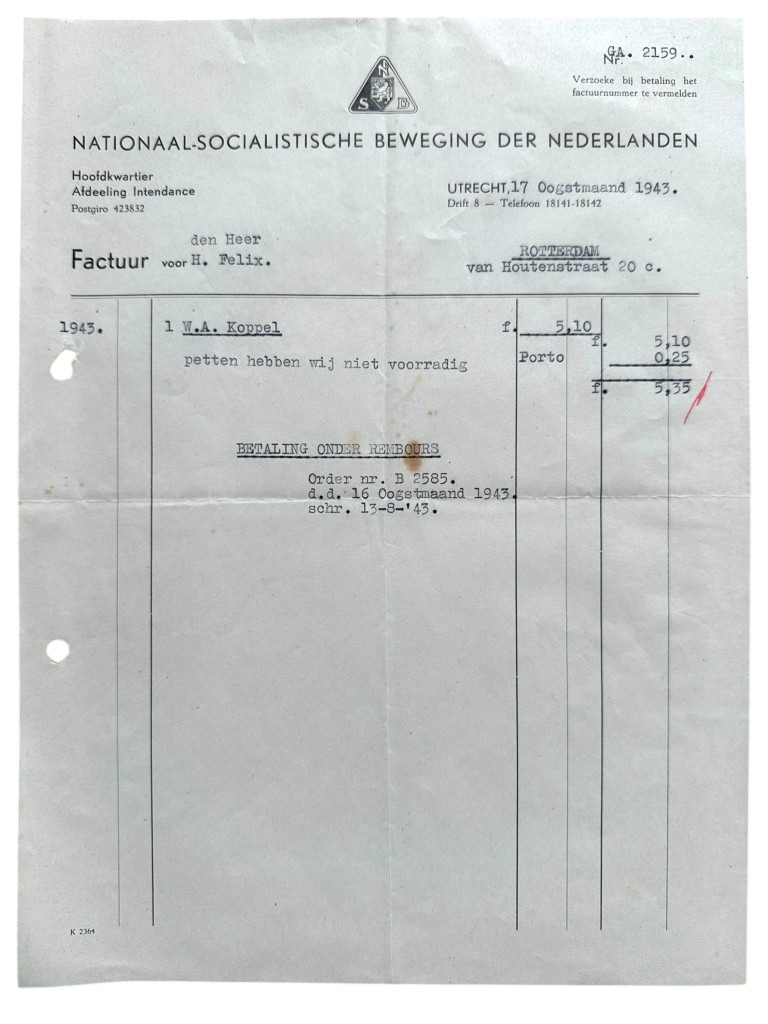 GA. 2159..
Nr.
Verzoeke bij betaling het
factuurnummer te vermelden
N
S B
NATIONAAL-SOCIALISTISCHE BEWEGING DER NEDERLANDEN
Hoofdkwartier
Afdeeling Intendance
Postgiro 423832
UTRECHT, 17 Oogstmaand 1943.
Drift 8 — Telefoon 18141-18142
den Heer
Factuur voor H. Felix.
ROTTERDAM
van Houtenstraat 20 c.
1943. 1 W.A. Koppel f. 5,10
f. 5,10
petten hebben wij niet voorradig Porto 0,25
f. 5,35
BETALING ONDER REMBOURS
Order nr. B 2585.
d.d. 16 Oogstmaand 1943.
schr. 13-8-'43.
K 2364